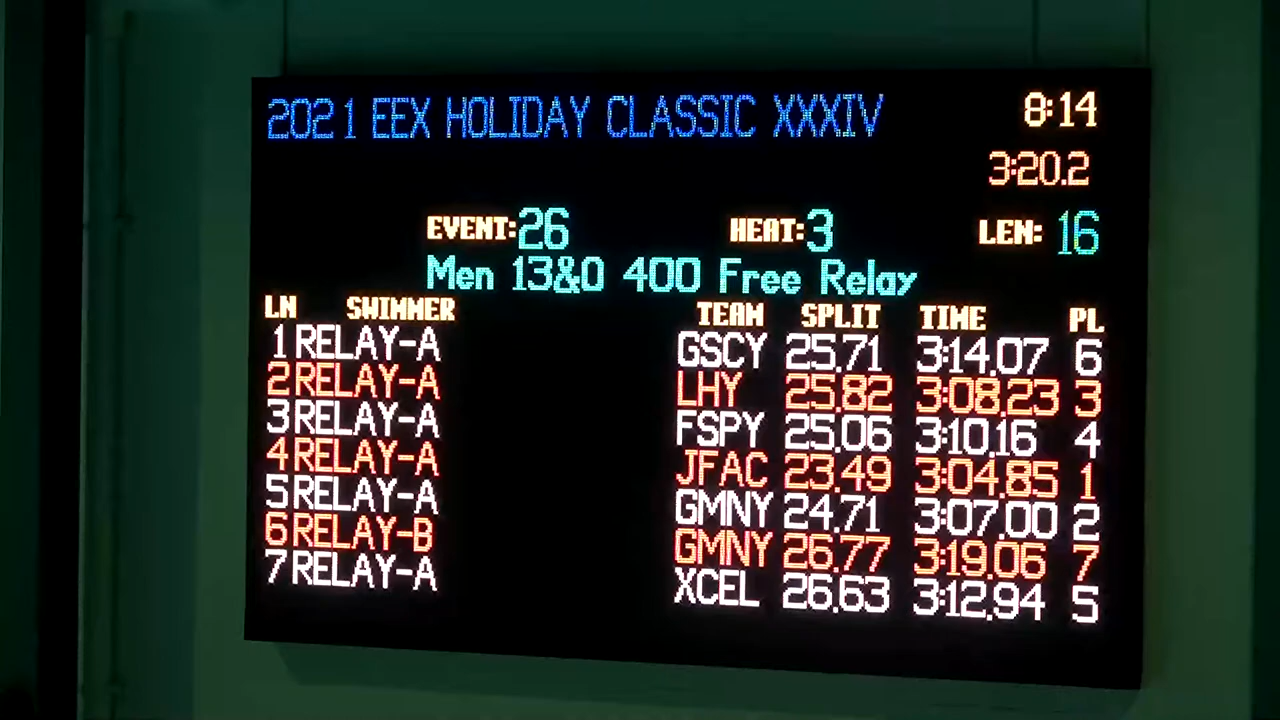 2021 EEX HOLIDAY CLASSIC XXXIV 8:14
3:20.2
EVENT:26 HEAT:3 LEN: 16
Men 13&O 400 Free Relay
LN SWIMMER TEAM SPLIT TIME PL
1 RELAY-A GSCY 25.71 3:14.07 6
2 RELAY-A LHY 25.82 3:08.23 3
3 RELAY-A FSPY 25.06 3:10.16 4
4 RELAY-A JFAC 23.49 3:04.85 1
5 RELAY-A GMNY 24.71 3:07.00 2
6 RELAY-B GMNY 26.77 3:19.06 7
7 RELAY-A XCEL 26.63 3:12.94 5